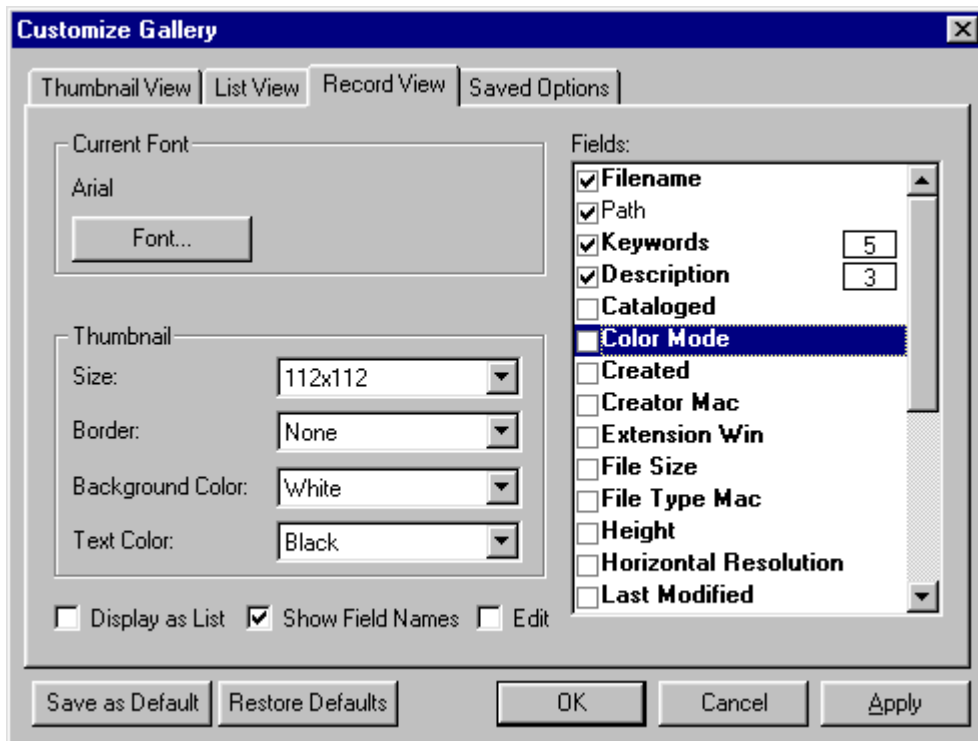 Customize Gallery
Thumbnail View
List View
Record View
Saved Options
Current Font
Arial
Font...
Thumbnail
Size:
112x112
Border:
None
Background Color:
White
Text Color:
Black
Display as List
Show Field Names
Edit
Fields:
Filename
Path
Keywords 5
Description 3
Cataloged
Color Mode
Created
Creator Mac
Extension Win
File Size
File Type Mac
Height
Horizontal Resolution
Last Modified
Save as Default
Restore Defaults
OK
Cancel
Apply